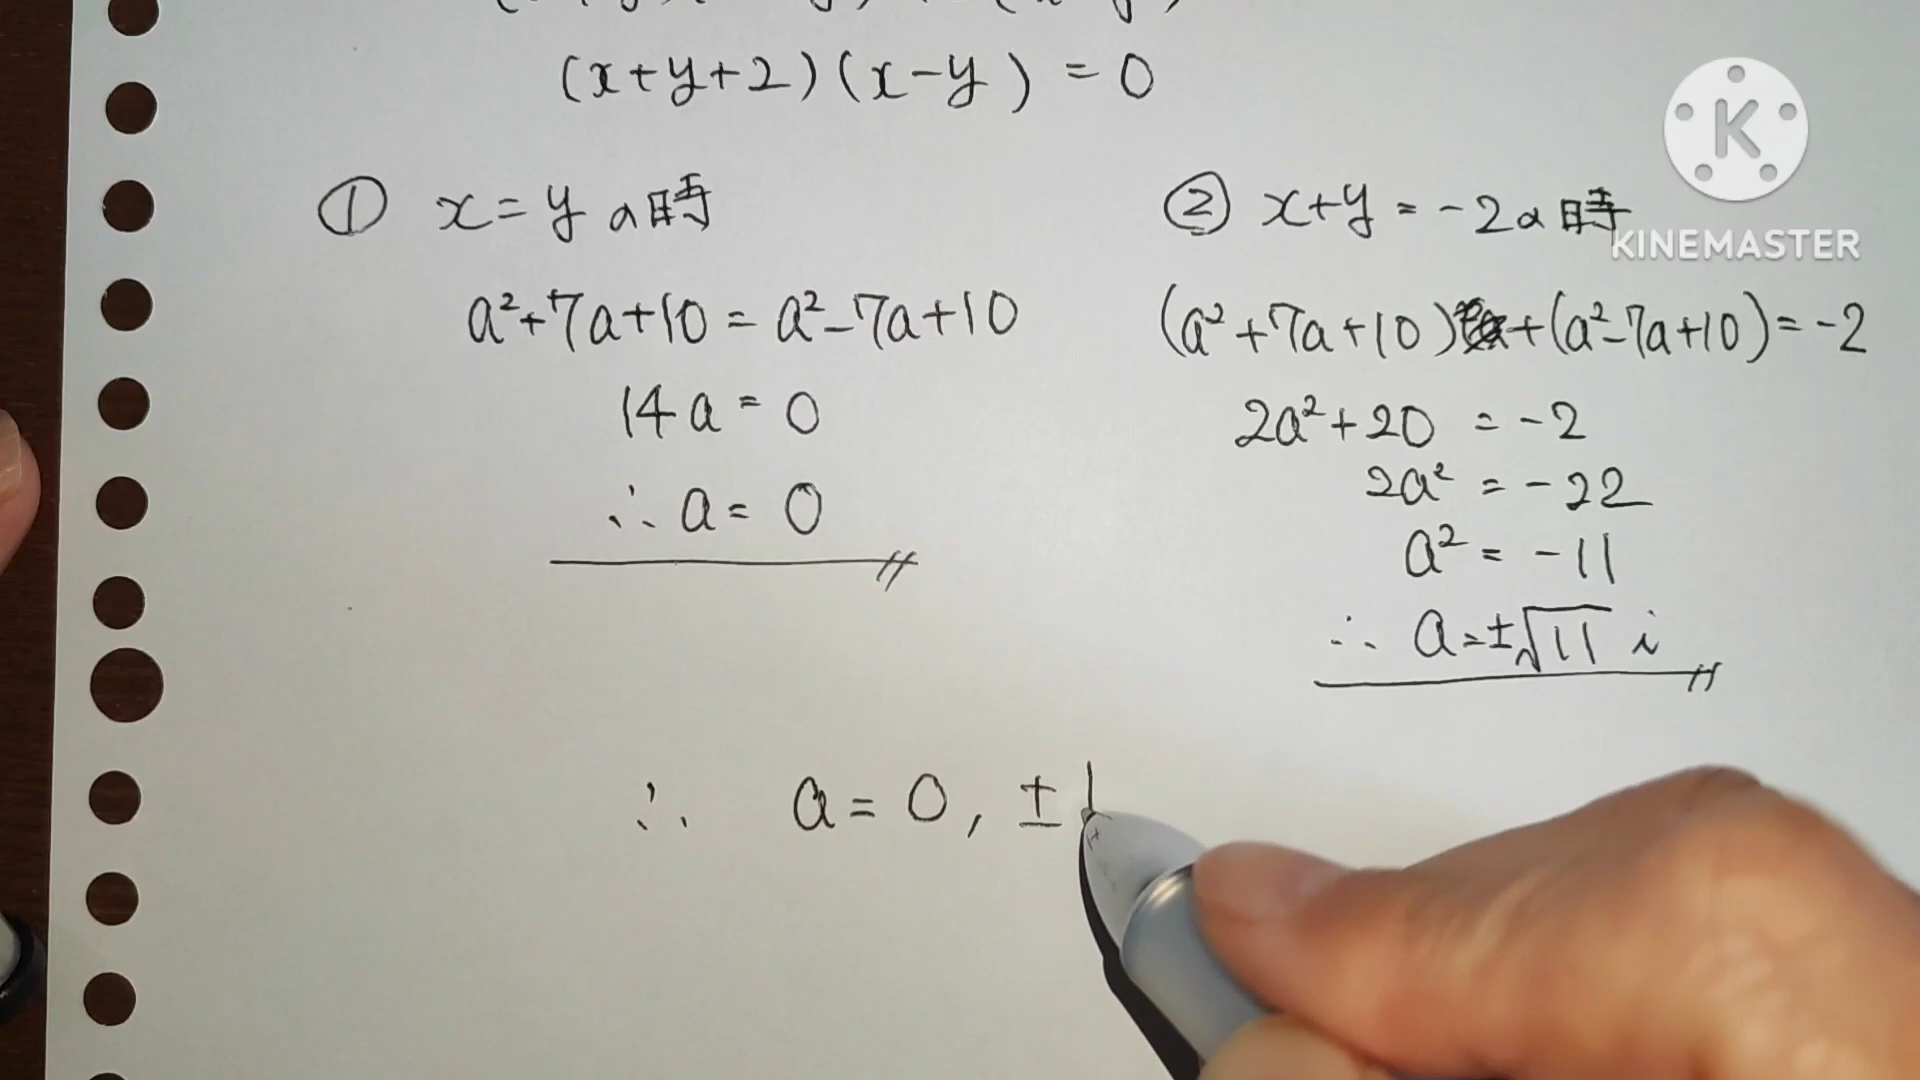 (x+y+2)(x-y) = 0
① x=yの時
a²+7a+10=a²-7a+10
14a=0
∴ a=0
② x+y=-2の時
(a²+7a+10)+(a²-7a+10)=-2
2a²+20=-2
2a²=-22
a²=-11
∴ a=±√11 i
∴ a=0, ±
K
KINEMASTER